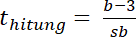 t_hitung = (b-3)/sb